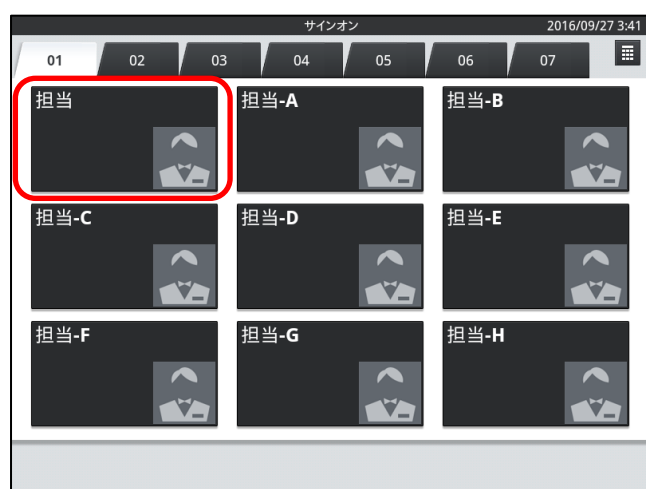 サインオン 2016/09/27 3:41
01 02 03 04 05 06 07
担当 担当-A 担当-B
担当-C 担当-D 担当-E
担当-F 担当-G 担当-H